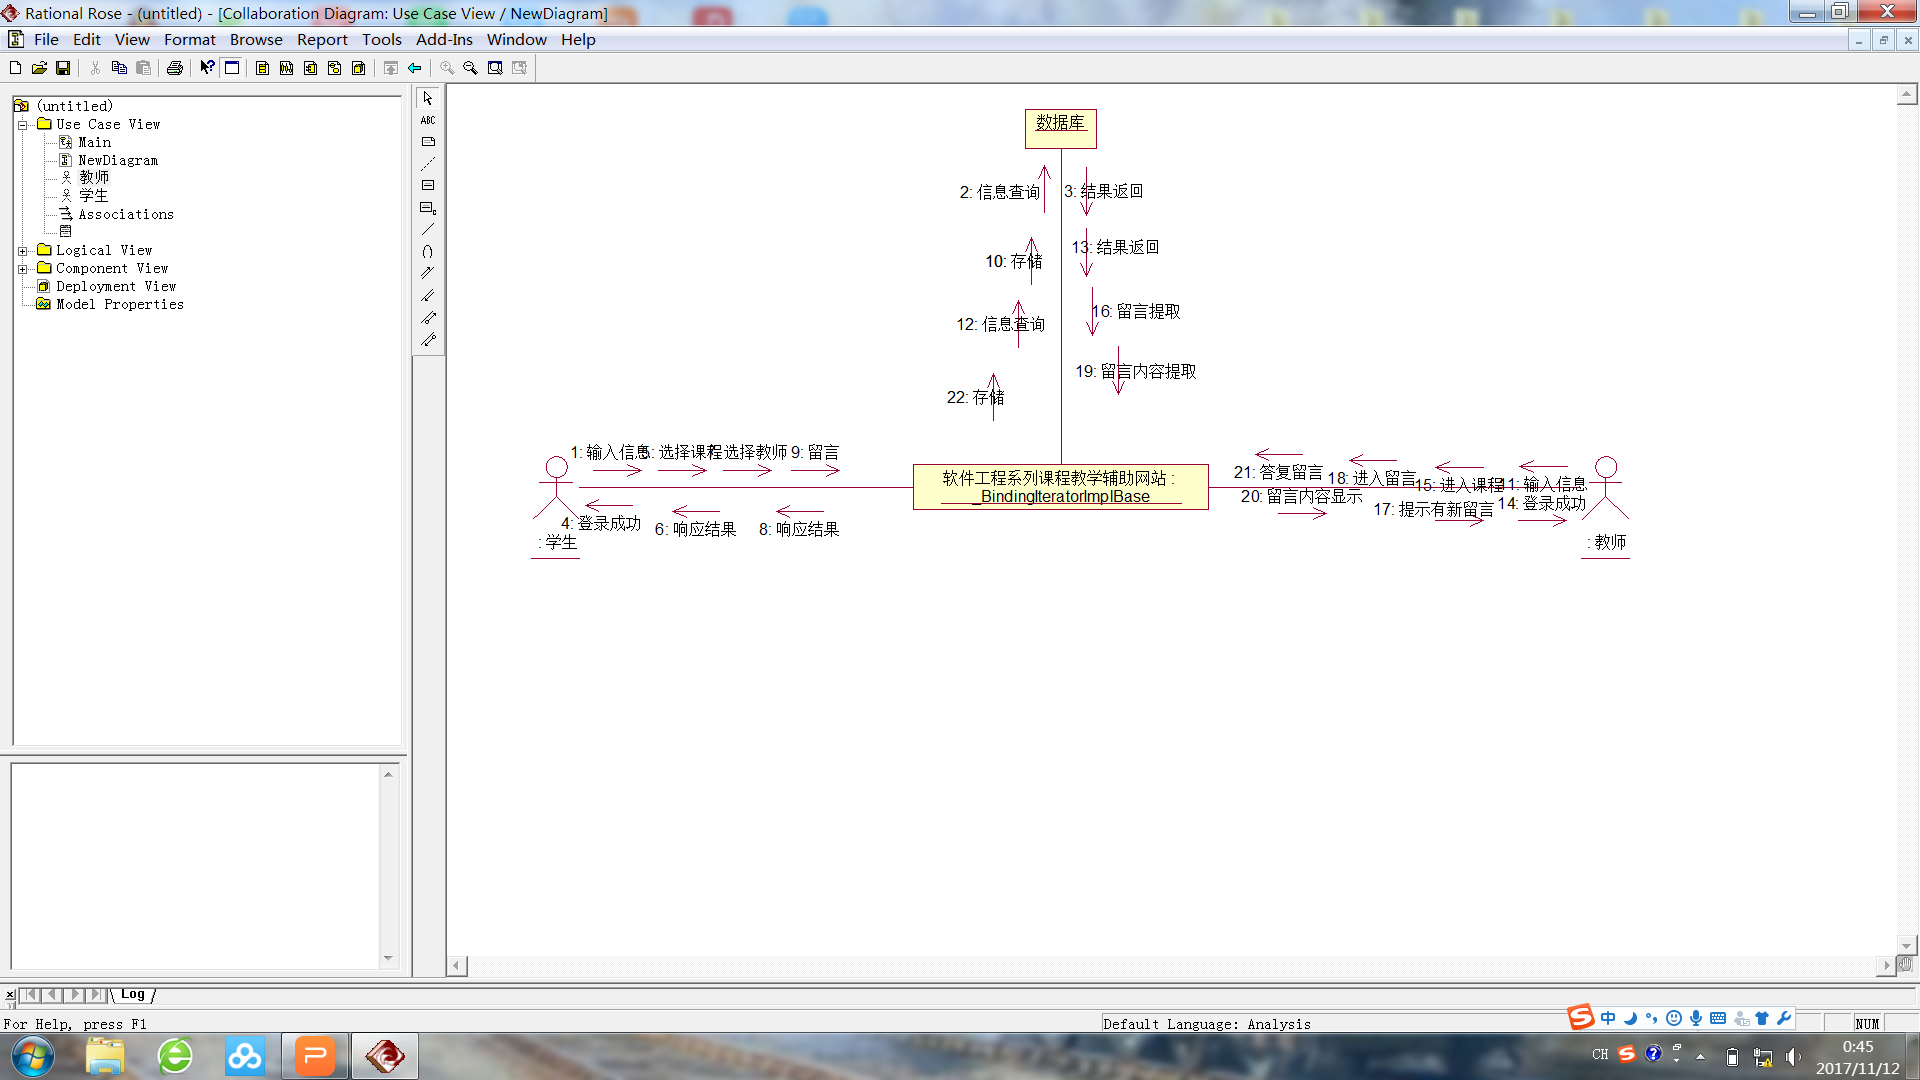 Rational Rose - (untitled) - [Collaboration Diagram: Use Case View / NewDiagram]
File Edit View Format Browse Report Tools Add-Ins Window Help
ABC
(untitled)
Use Case View
Main
NewDiagram
教师
学生
Associations
Logical View
Component View
Deployment View
Model Properties
数据库
2: 信息查询
3: 结果返回
13: 结果返回
10: 存储
16: 留言提取
12: 信息查询
19: 留言内容提取
22: 存储
1: 输入信息
: 选择课程
选择教师
9: 留言
4: 登录成功
6: 响应结果
8: 响应结果
: 学生
软件工程系列课程教学辅助网站 :
_BindingIteratorImplBase
21: 答复留言
18: 进入留言
15: 进入课程
11: 输入信息
20: 留言内容显示
17: 提示有新留言
14: 登录成功
: 教师
Log
For Help, press F1
Default Language: Analysis
NUM
中
CH
0:45
2017/11/12